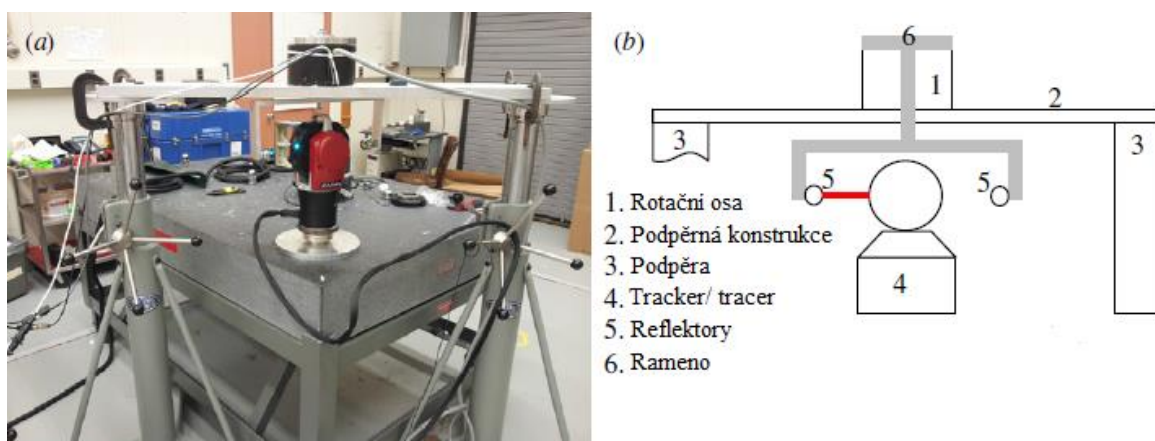 (a)
(b)
6
1
2
3
3
5
5
4
1. Rotační osa
2. Podpěrná konstrukce
3. Podpěra
4. Tracker/ tracer
5. Reflektory
6. Rameno